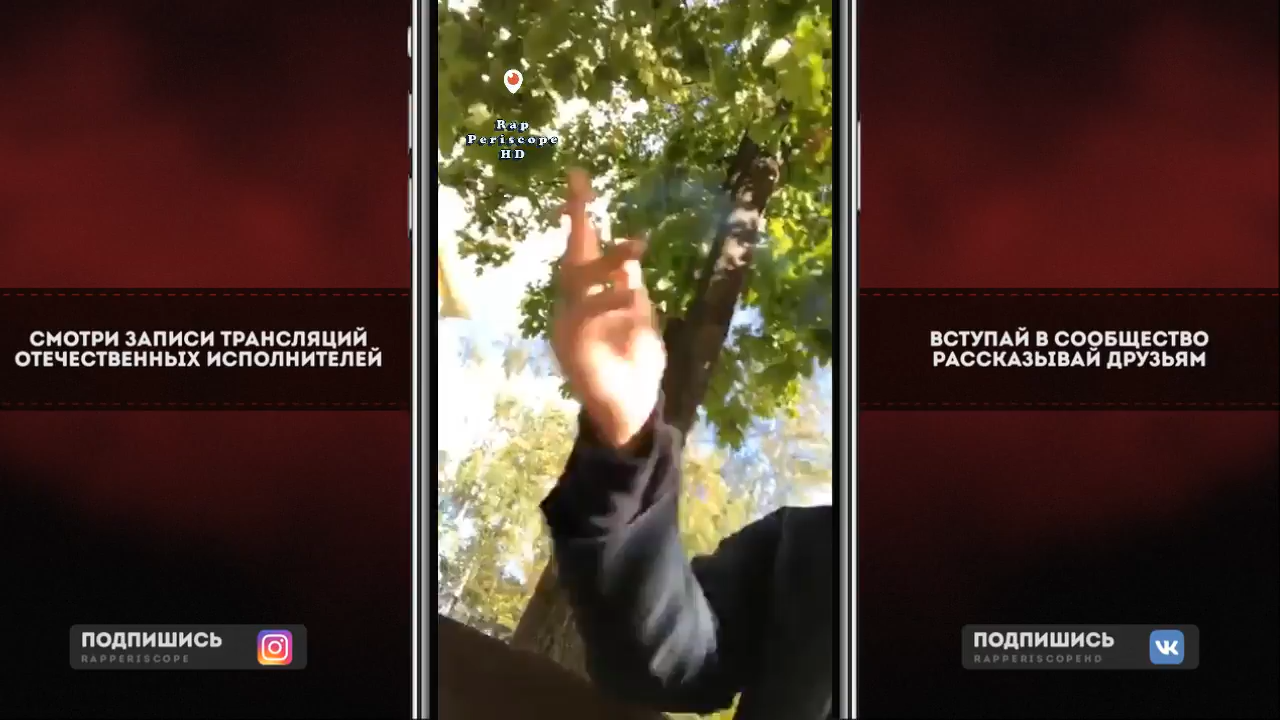 Rap
Periscope
HD
СМОТРИ ЗАПИСИ ТРАНСЛЯЦИЙ
ОТЕЧЕСТВЕННЫХ ИСПОЛНИТЕЛЕЙ
ВСТУПАЙ В СООБЩЕСТВО
РАССКАЗЫВАЙ ДРУЗЬЯМ
ПОДПИШИСЬ
RAPPERISCOPE
ПОДПИШИСЬ
RAPPERISCOPEHD